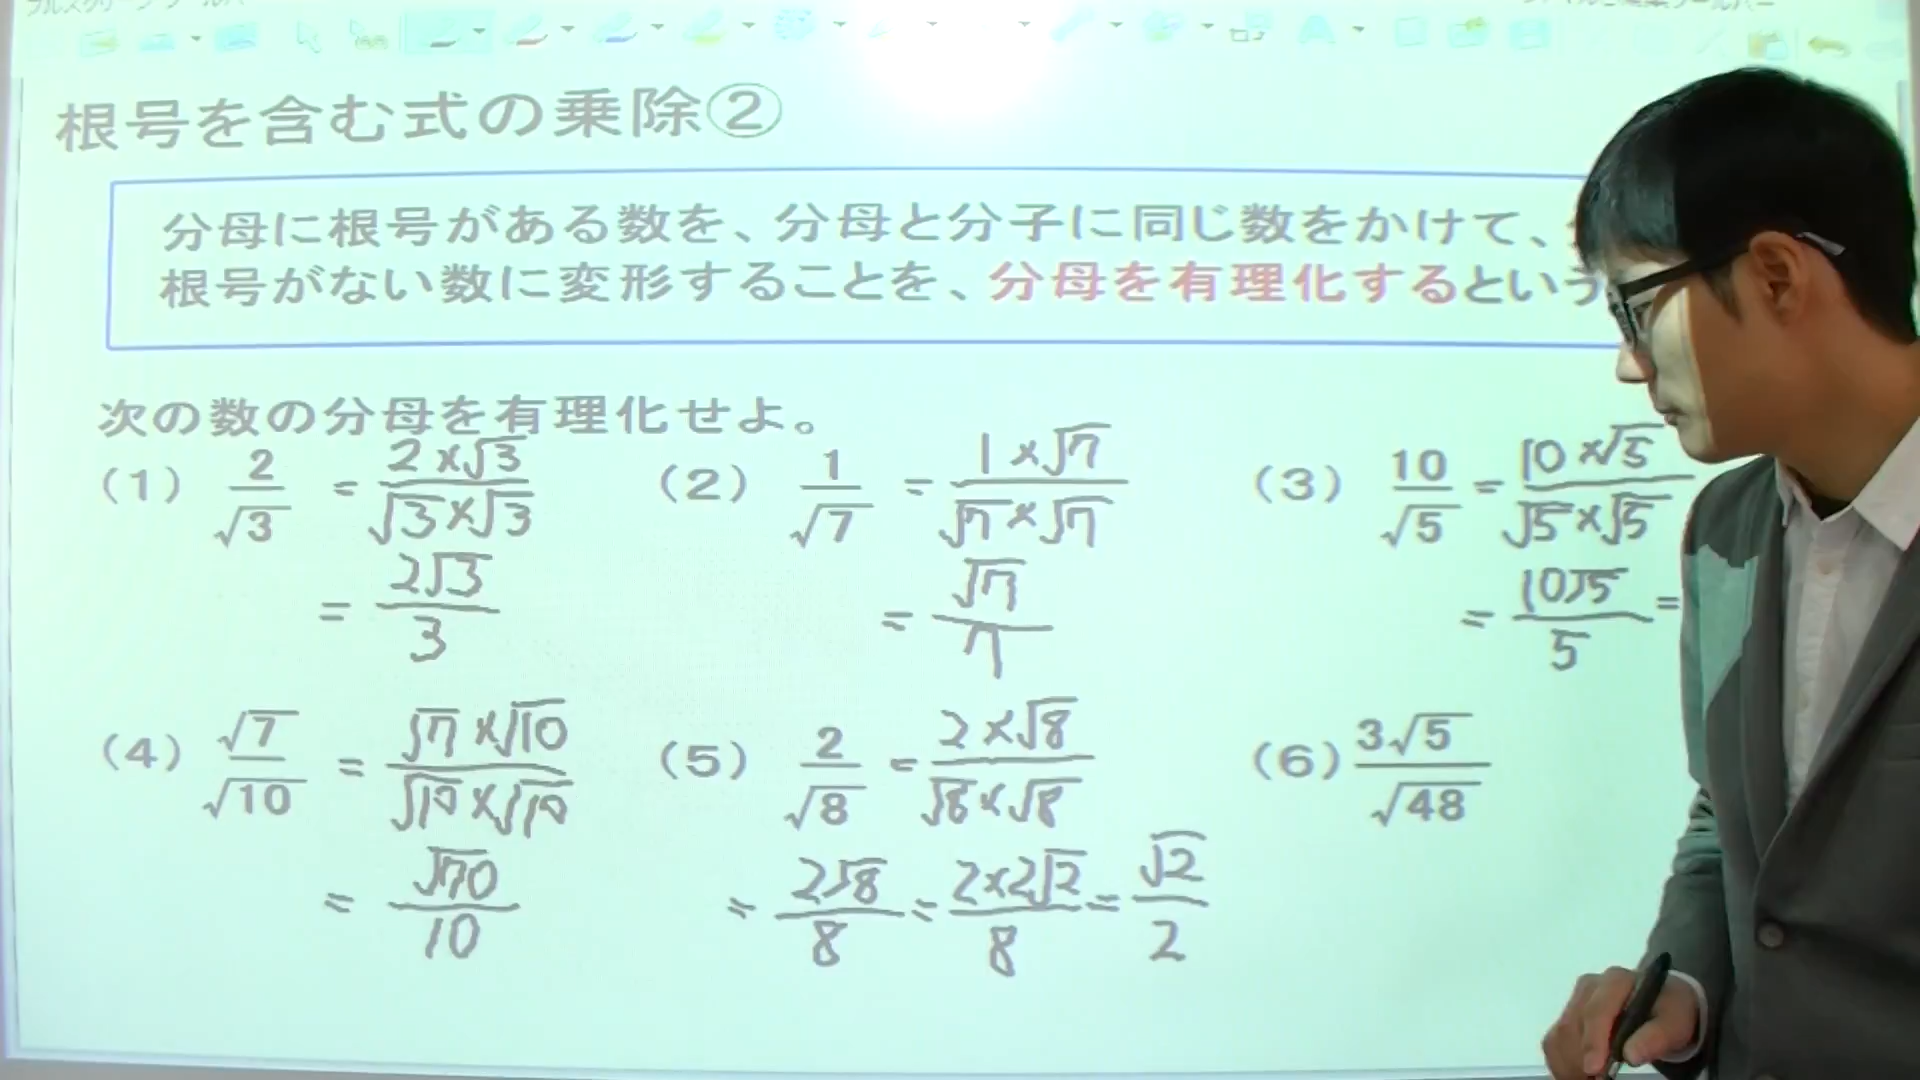 根号を含む式の乗除②
分母に根号がある数を、分母と分子に同じ数をかけて、
根号がない数に変形することを、分母を有理化するという
次の数の分母を有理化せよ。
(1) 2/√3 = 2×√3/√3×√3
= 2√3/3
(2) 1/√7 = 1×√7/√7×√7
= √7/7
(3) 10/√5 = 10×√5/√5×√5
= 10√5/5 =
(4) √7/√10 = √7×√10/√10×√10
= √70/10
(5) 2/√8 = 2×√8/√8×√8
= 2√8/8 = 2×2√2/8 = √2/2
(6) 3√5/√48